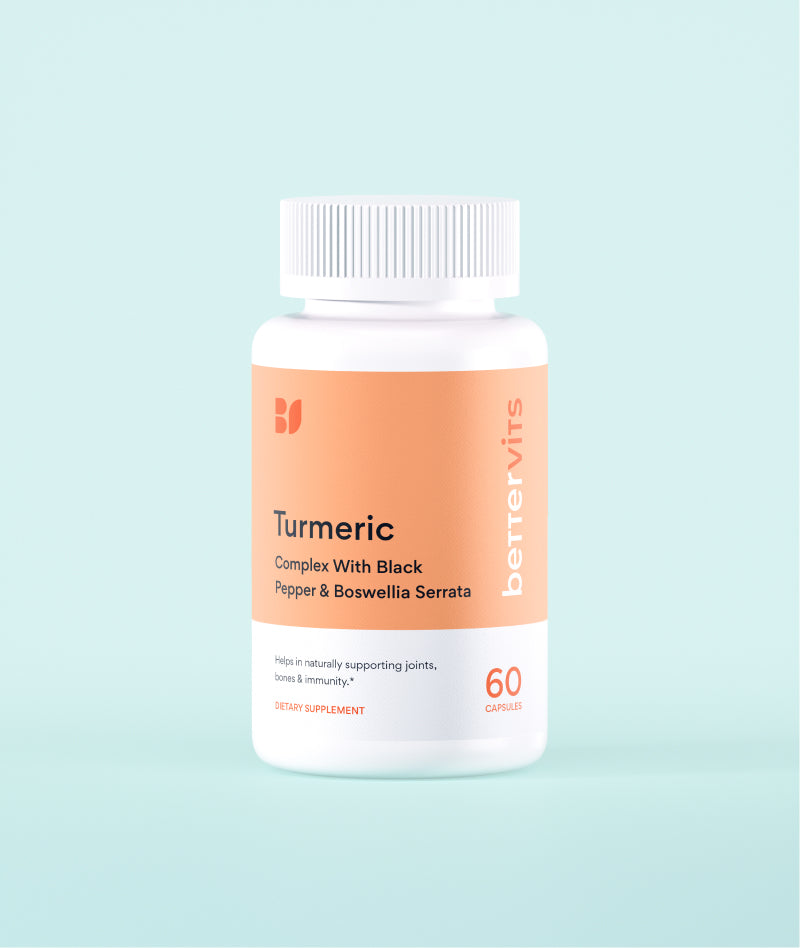 Turmeric
Complex With Black
Pepper & Boswellia Serrata
beTTerviTs
Helps in naturally supporting joints,
bones & immunity.*
DIETARY SUPPLEMENT
60
CAPSULES